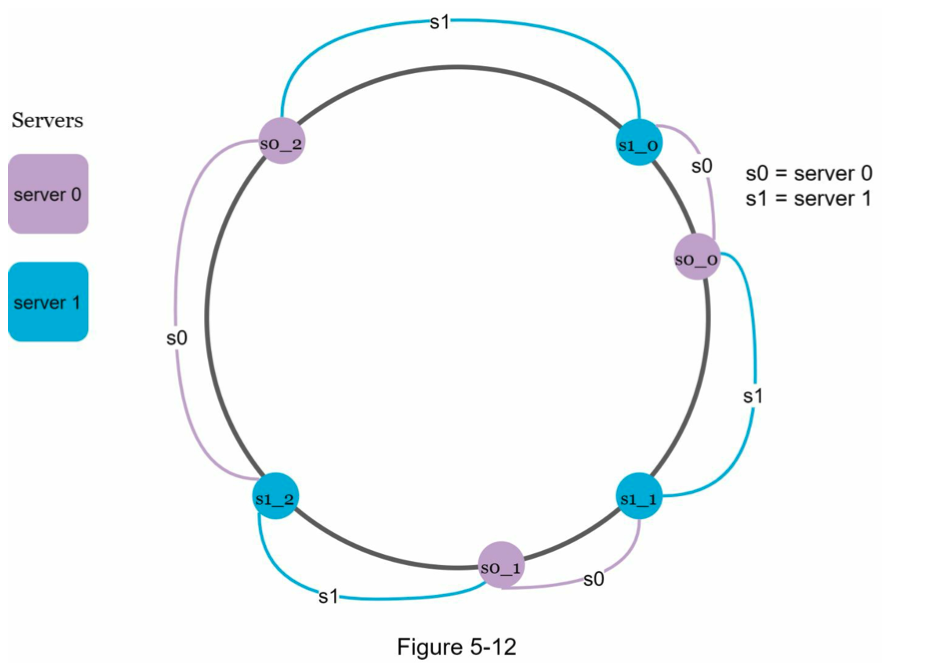 s1
Servers
s0_2
s1_0
s0
s0 = server 0
server 0
s1 = server 1
s0_0
server 1
s0
s1
s1_2
s1_1
s0_1
s0
s1
Figure 5-12